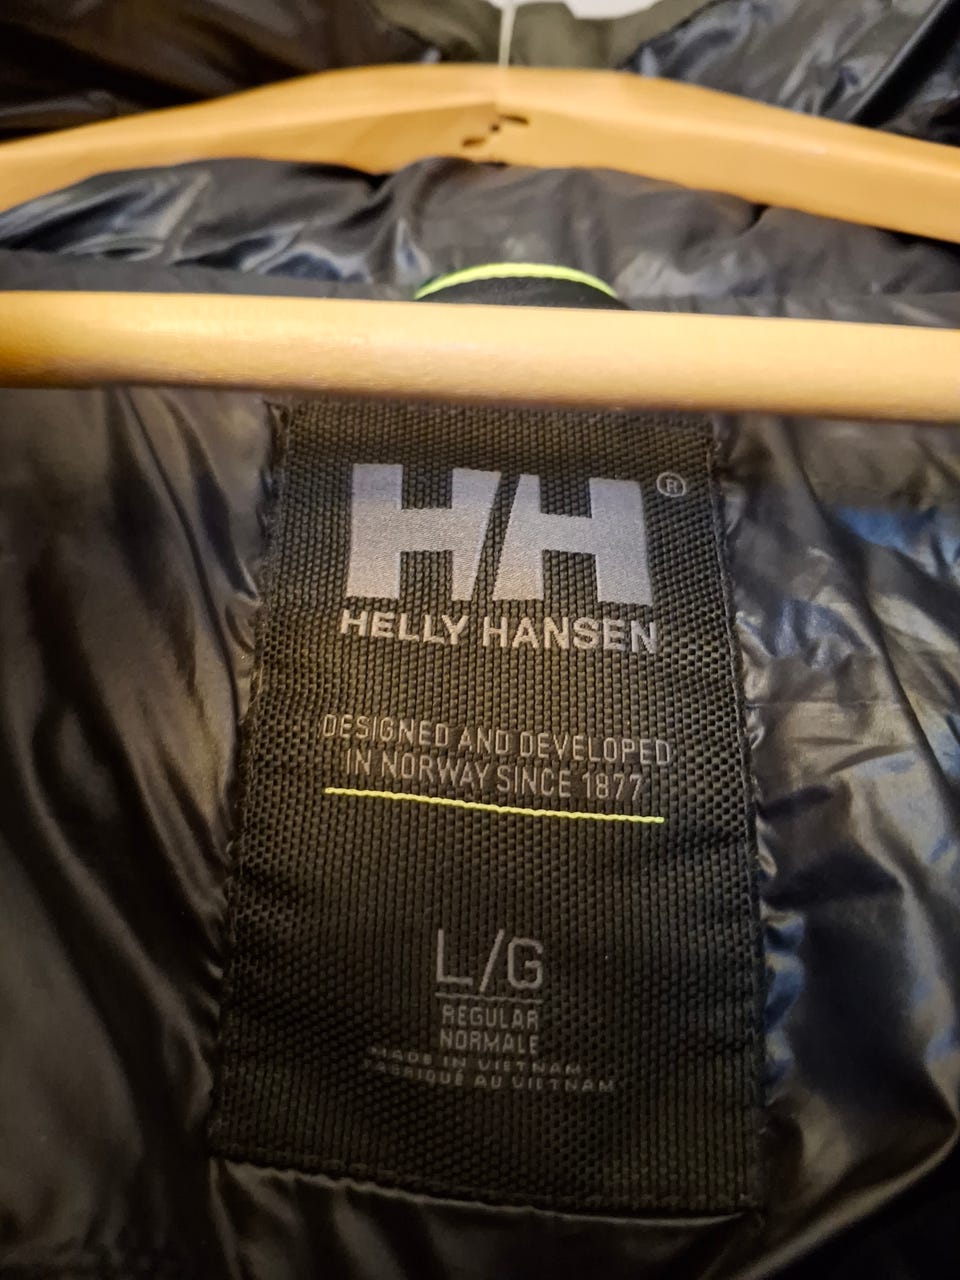 HH®
HELLY HANSEN
DESIGNED AND DEVELOPED
IN NORWAY SINCE 1877
L/G
REGULAR
NORMALE
MADE IN VIETNAM
FABRIQUÉ AU VIETNAM